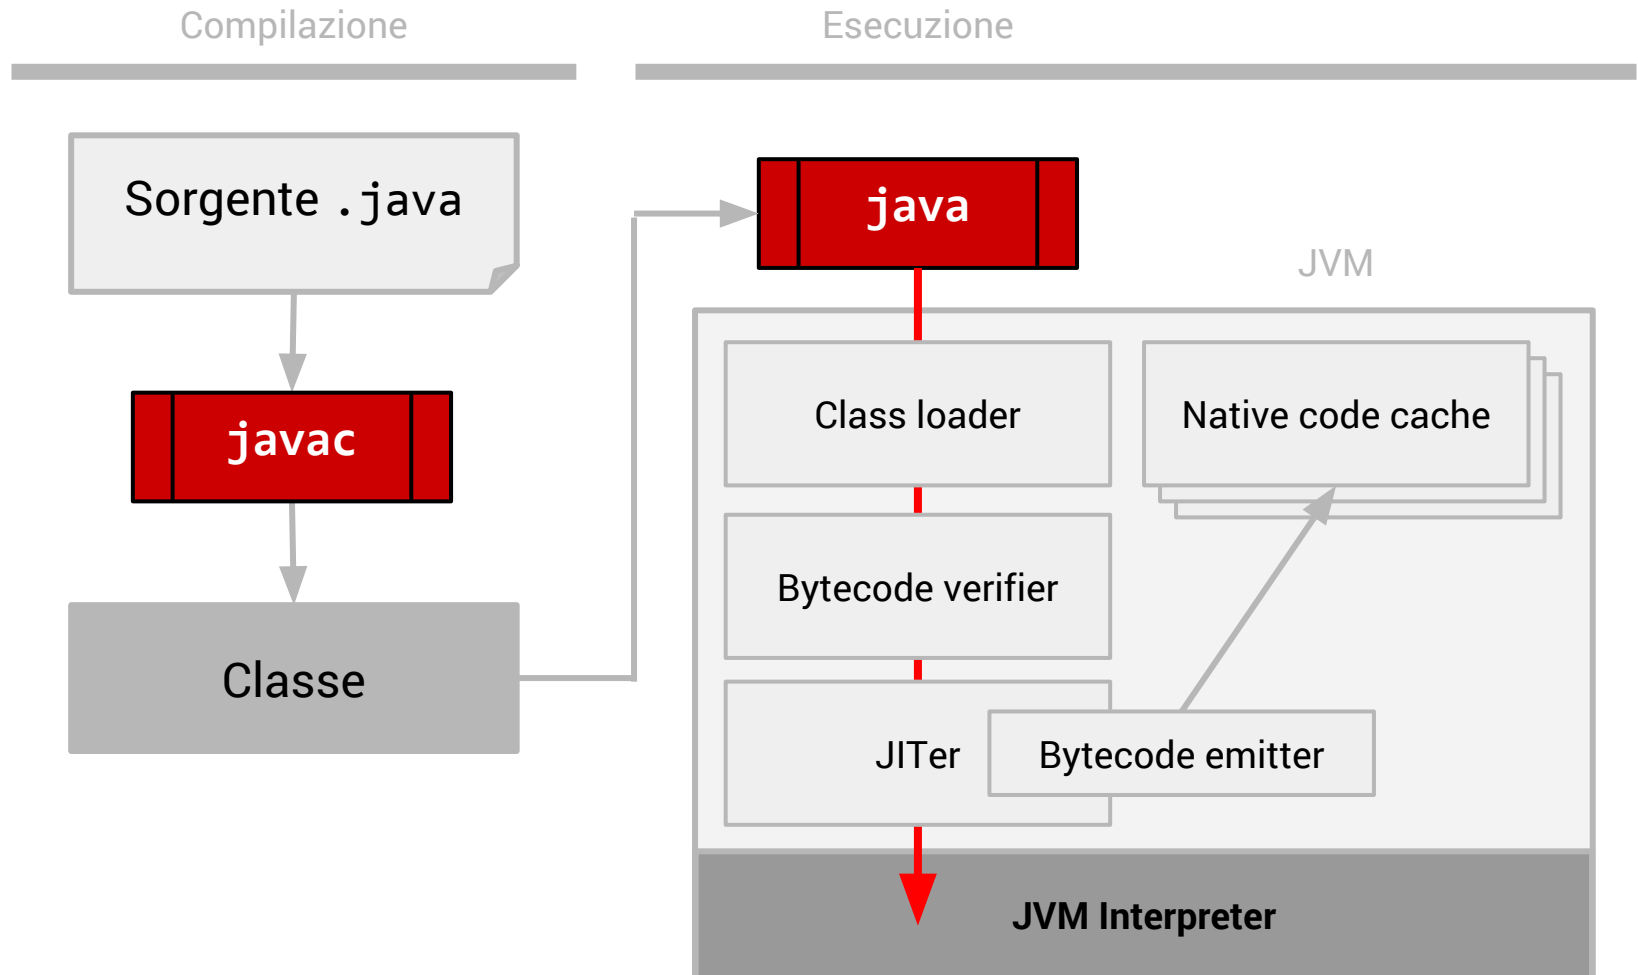 Compilazione
Esecuzione
Sorgente .java
java
JVM
javac
Class loader
Native code cache
Bytecode verifier
Classe
JITer
Bytecode emitter
JVM Interpreter